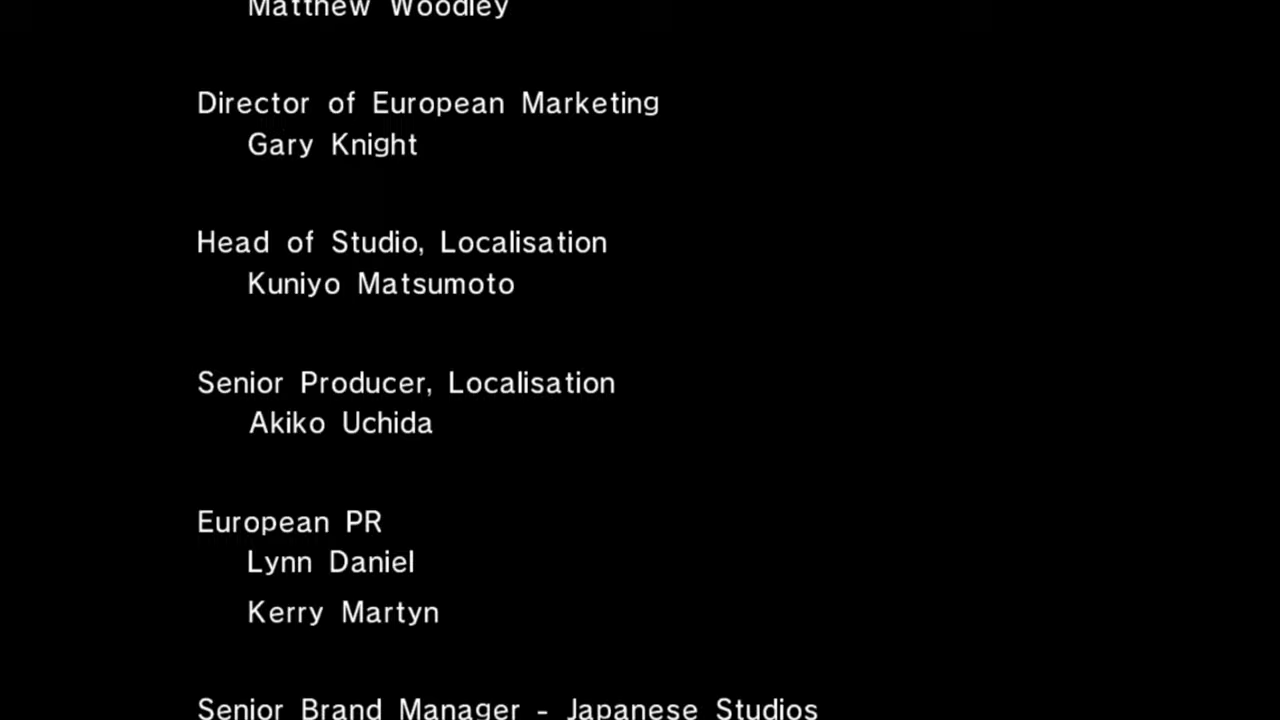 Matthew Woodley
Director of European Marketing
Gary Knight
Head of Studio, Localisation
Kuniyo Matsumoto
Senior Producer, Localisation
Akiko Uchida
European PR
Lynn Daniel
Kerry Martyn
Senior Brand Manager - Japanese Studios